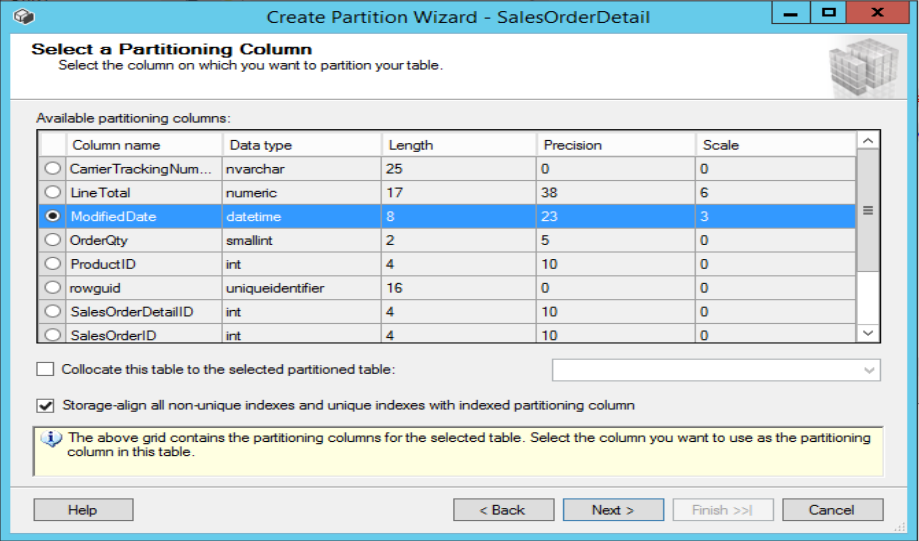 Create Partition Wizard - SalesOrderDetail
Select a Partitioning Column
Select the column on which you want to partition your table.
Available partitioning columns:
Column name Data type Length Precision Scale
CarrierTrackingNum... nvarchar 25 0 0
LineTotal numeric 17 38 6
ModifiedDate datetime 8 23 3
OrderQty smallint 2 5 0
ProductID int 4 10 0
rowguid uniqueidentifier 16 0 0
SalesOrderDetailID int 4 10 0
SalesOrderID int 4 10 0
Collocate this table to the selected partitioned table:
Storage-align all non-unique indexes and unique indexes with indexed partitioning column
The above grid contains the partitioning columns for the selected table. Select the column you want to use as the partitioning
column in this table.
Help < Back Next > Finish >>| Cancel